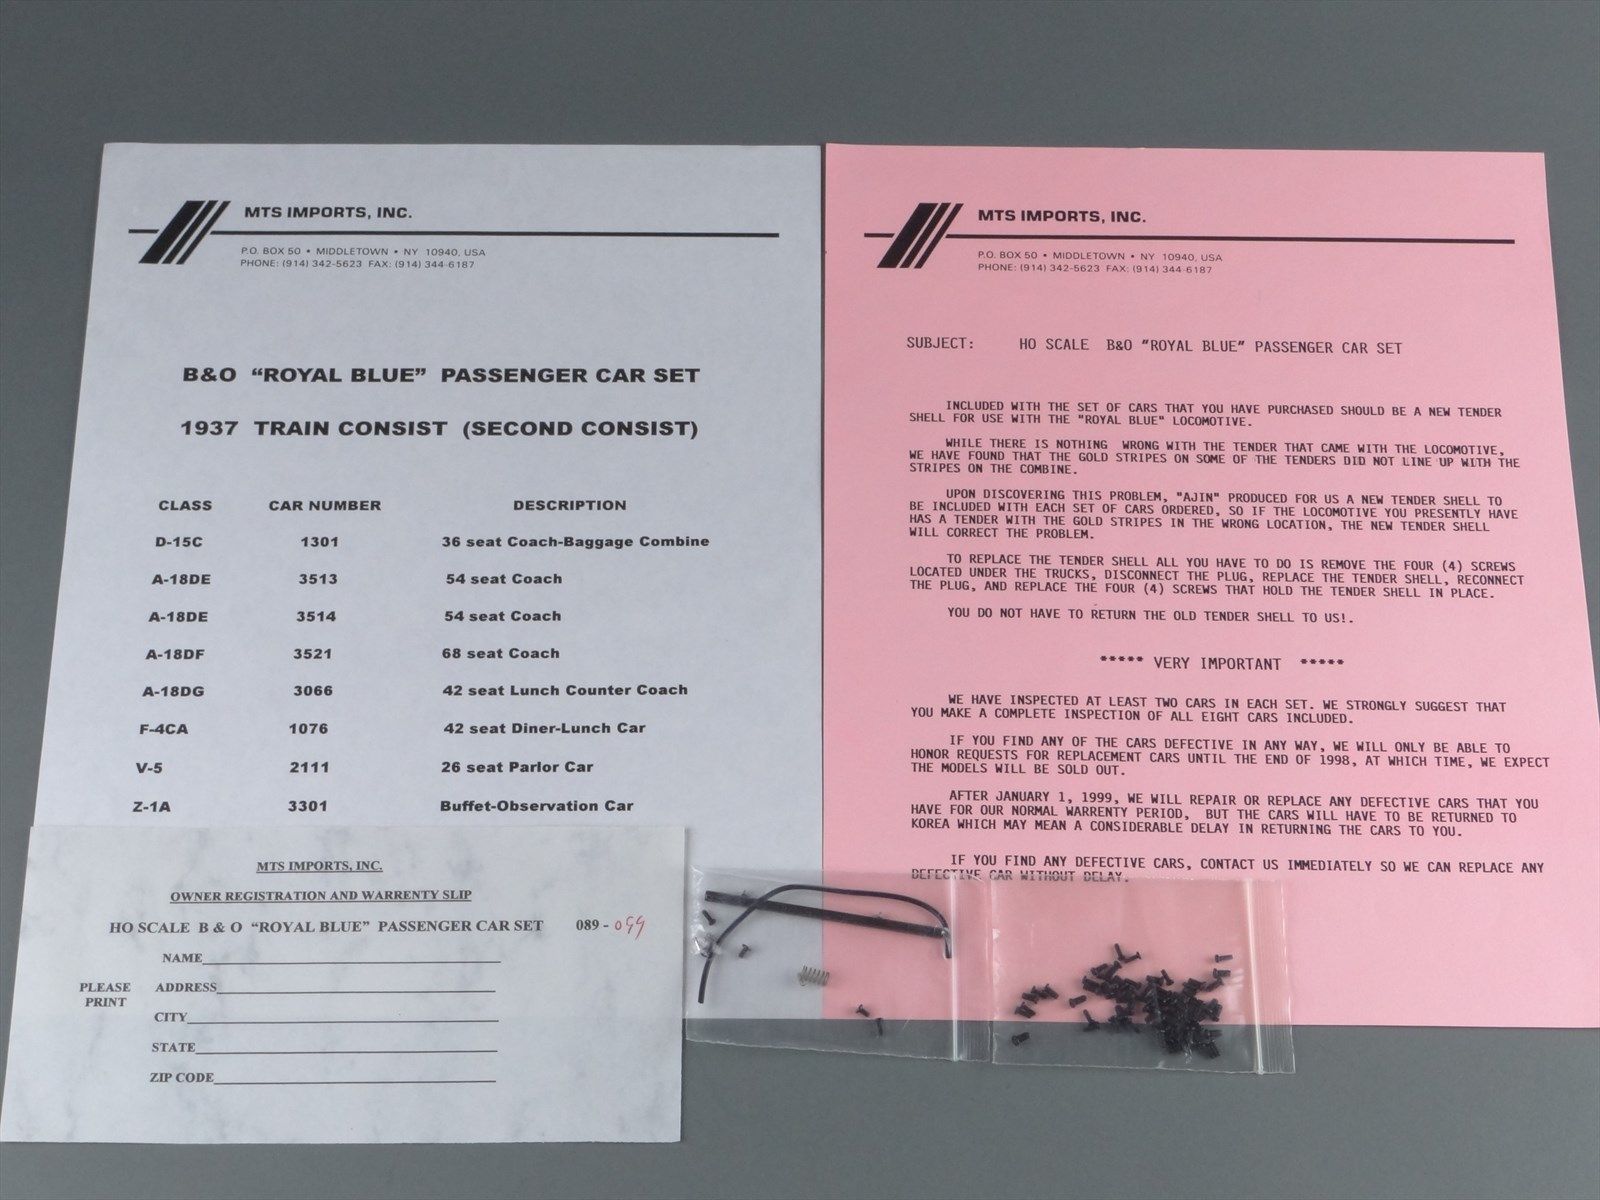 MTS IMPORTS, INC.
P.O. BOX 50 • MIDDLETOWN • NY 10940, USA
PHONE: (914) 342-5623 FAX: (914) 344-6187
B&O "ROYAL BLUE" PASSENGER CAR SET
1937 TRAIN CONSIST (SECOND CONSIST)
CLASS CAR NUMBER DESCRIPTION
D-15C 1301 36 seat Coach-Baggage Combine
A-18DE 3513 54 seat Coach
A-18DE 3514 54 seat Coach
A-18DF 3521 68 seat Coach
A-18DG 3066 42 seat Lunch Counter Coach
F-4CA 1076 42 seat Diner-Lunch Car
V-5 2111 26 seat Parlor Car
Z-1A 3301 Buffet-Observation Car
MTS IMPORTS, INC.
OWNER REGISTRATION AND WARRENTY SLIP
HO SCALE B & O "ROYAL BLUE" PASSENGER CAR SET 089 - 099
NAME
PLEASE PRINT
ADDRESS
CITY
STATE
ZIP CODE
MTS IMPORTS, INC.
P.O. BOX 50 • MIDDLETOWN • NY 10940, USA
PHONE: (914) 342-5623 FAX: (914) 344-6187
SUBJECT: HO SCALE B&O "ROYAL BLUE" PASSENGER CAR SET
INCLUDED WITH THE SET OF CARS THAT YOU HAVE PURCHASED SHOULD BE A NEW TENDER
SHELL FOR USE WITH THE "ROYAL BLUE" LOCOMOTIVE.
WHILE THERE IS NOTHING WRONG WITH THE TENDER THAT CAME WITH THE LOCOMOTIVE,
WE HAVE FOUND THAT THE GOLD STRIPES ON SOME OF THE TENDERS DID NOT LINE UP WITH THE
STRIPES ON THE COMBINE.
UPON DISCOVERING THIS PROBLEM, "AJIN" PRODUCED FOR US A NEW TENDER SHELL TO
BE INCLUDED WITH EACH SET OF CARS ORDERED, SO IF THE LOCOMOTIVE YOU PRESENTLY HAVE
HAS A TENDER WITH THE GOLD STRIPES IN THE WRONG LOCATION, THE NEW TENDER SHELL
WILL CORRECT THE PROBLEM.
TO REPLACE THE TENDER SHELL ALL YOU HAVE TO DO IS REMOVE THE FOUR (4) SCREWS
LOCATED UNDER THE TRUCKS, DISCONNECT THE PLUG, REPLACE THE TENDER SHELL, RECONNECT
THE PLUG, AND REPLACE THE FOUR (4) SCREWS THAT HOLD THE TENDER SHELL IN PLACE.
YOU DO NOT HAVE TO RETURN THE OLD TENDER SHELL TO US!.
***** VERY IMPORTANT *****
WE HAVE INSPECTED AT LEAST TWO CARS IN EACH SET. WE STRONGLY SUGGEST THAT
YOU MAKE A COMPLETE INSPECTION OF ALL EIGHT CARS INCLUDED.
IF YOU FIND ANY OF THE CARS DEFECTIVE IN ANY WAY, WE WILL ONLY BE ABLE TO
HONOR REQUESTS FOR REPLACEMENT CARS UNTIL THE END OF 1998, AT WHICH TIME, WE EXPECT
THE MODELS WILL BE SOLD OUT.
AFTER JANUARY 1, 1999, WE WILL REPAIR OR REPLACE ANY DEFECTIVE CARS THAT YOU
HAVE FOR OUR NORMAL WARRENTY PERIOD, BUT THE CARS WILL HAVE TO BE RETURNED TO
KOREA WHICH MAY MEAN A CONSIDERABLE DELAY IN RETURNING THE CARS TO YOU.
IF YOU FIND ANY DEFECTIVE CARS, CONTACT US IMMEDIATELY SO WE CAN REPLACE ANY
DEFECTIVE CAR WITHOUT DELAY.